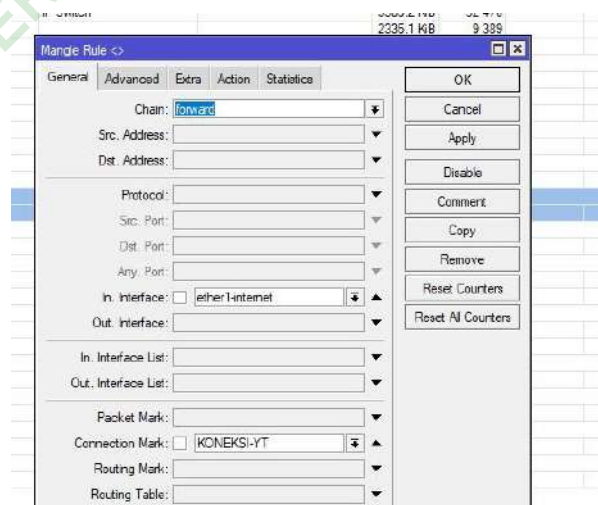 2335.1 KiB 9 389
Mangle Rule <>
General Advanced Extra Action Statistics
OK
Chain: forward
Cancel
Src. Address:
Apply
Dst. Address:
Disable
Protocol:
Comment
Src. Port:
Copy
Dst. Port:
Remove
Any. Port:
Reset Counters
In. Interface: ether1-internet
Reset All Counters
Out. Interface:
In. Interface List:
Out. Interface List:
Packet Mark:
Connection Mark: KONEKSI-YT
Routing Mark:
Routing Table: